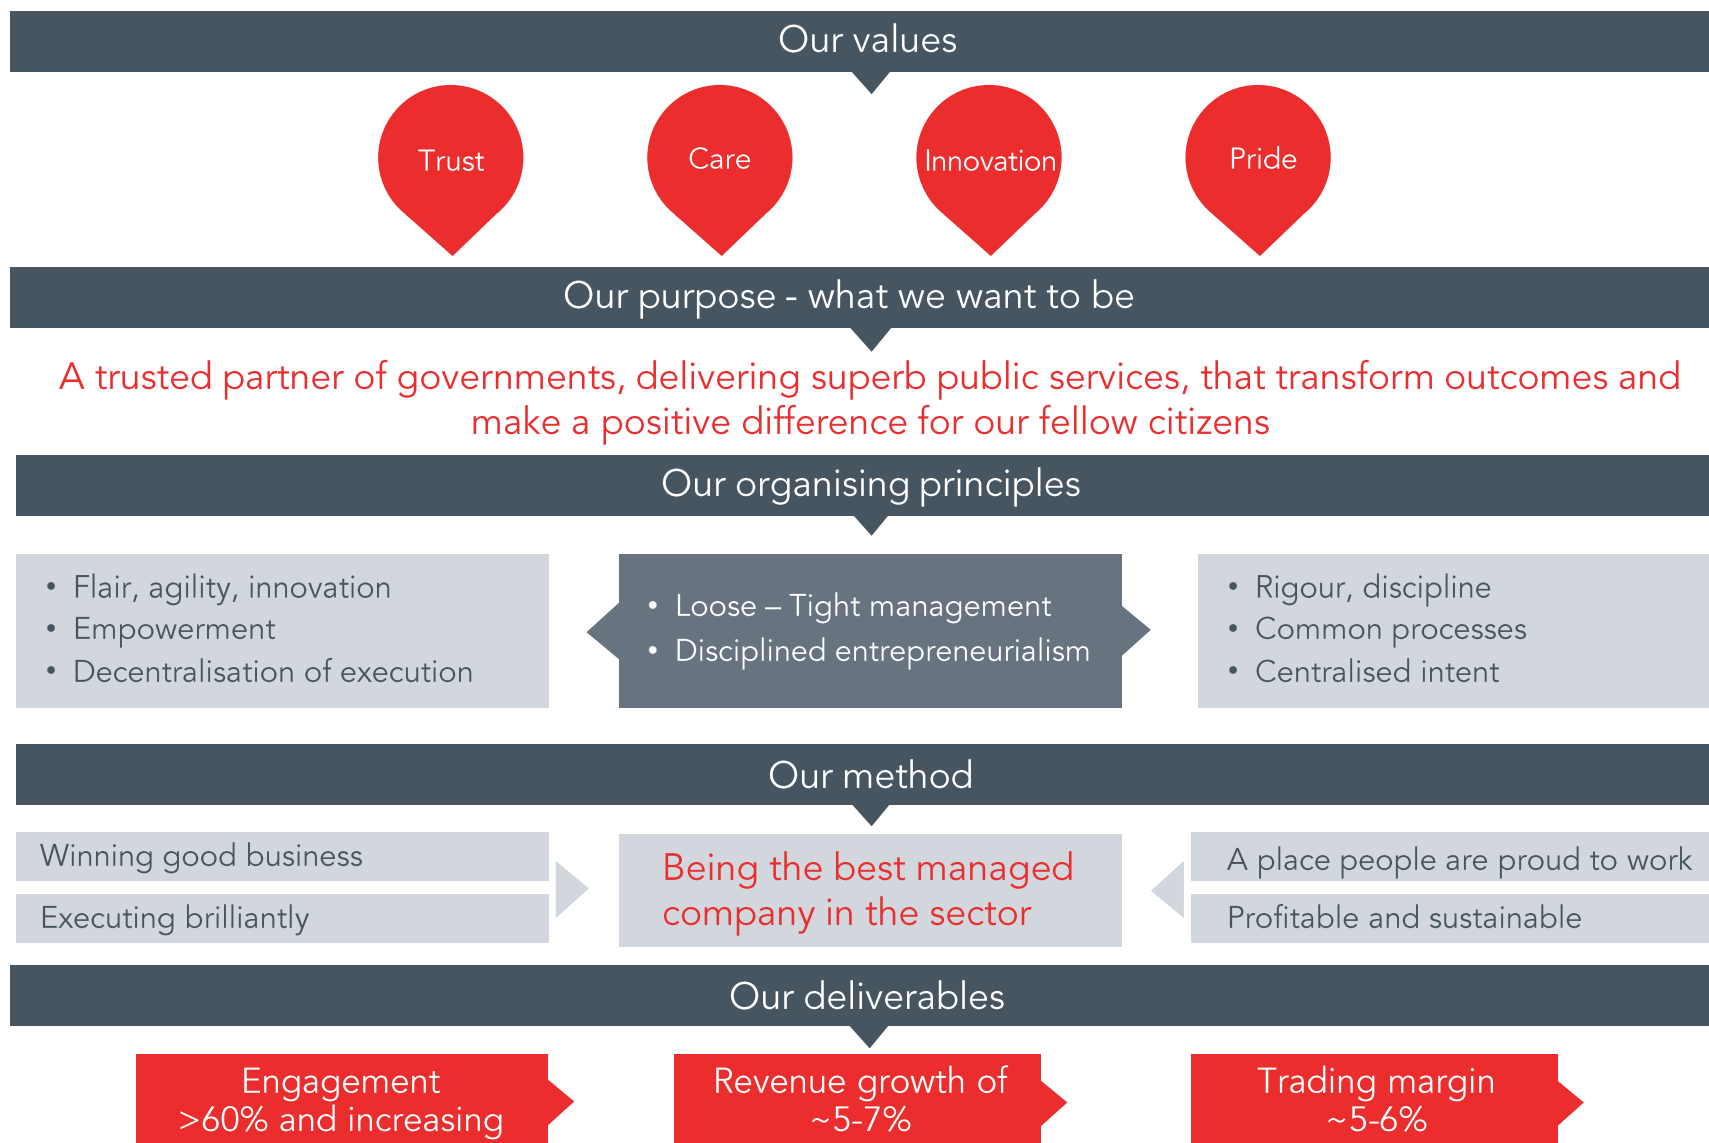 Our values
Trust
Care
Innovation
Pride
Our purpose - what we want to be
A trusted partner of governments, delivering superb public services, that transform outcomes and
make a positive difference for our fellow citizens
Our organising principles
• Flair, agility, innovation
• Empowerment
• Decentralisation of execution
• Loose – Tight management
• Disciplined entrepreneurialism
• Rigour, discipline
• Common processes
• Centralised intent
Our method
Winning good business
Executing brilliantly
Being the best managed
company in the sector
A place people are proud to work
Profitable and sustainable
Our deliverables
Engagement
>60% and increasing
Revenue growth of
~5-7%
Trading margin
~5-6%